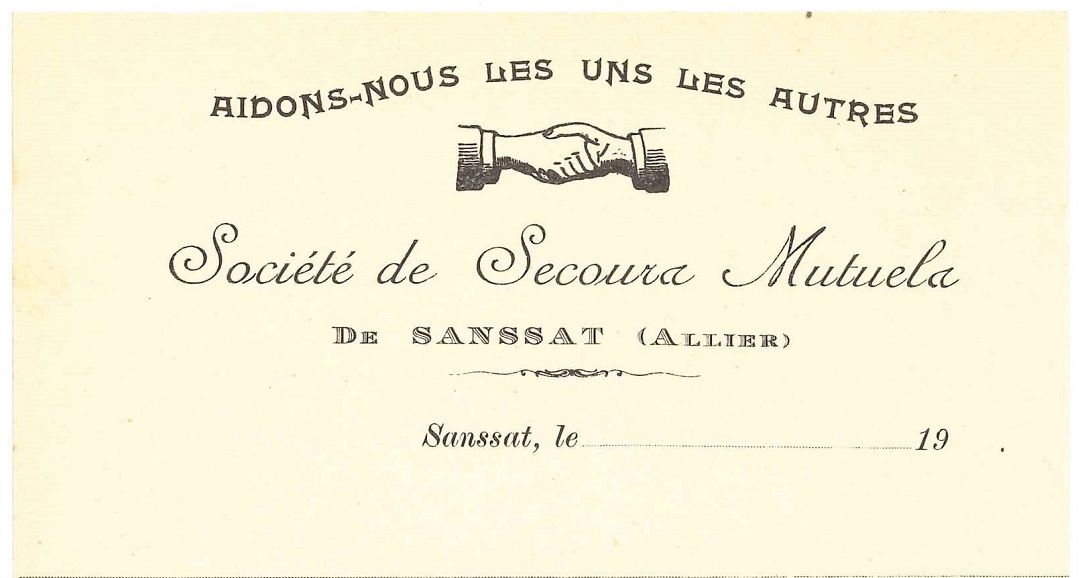 AIDONS-NOUS LES UNS LES AUTRES
Société de Secours Mutuels
DE SANSSAT (ALLIER)
Sanssat, le 19